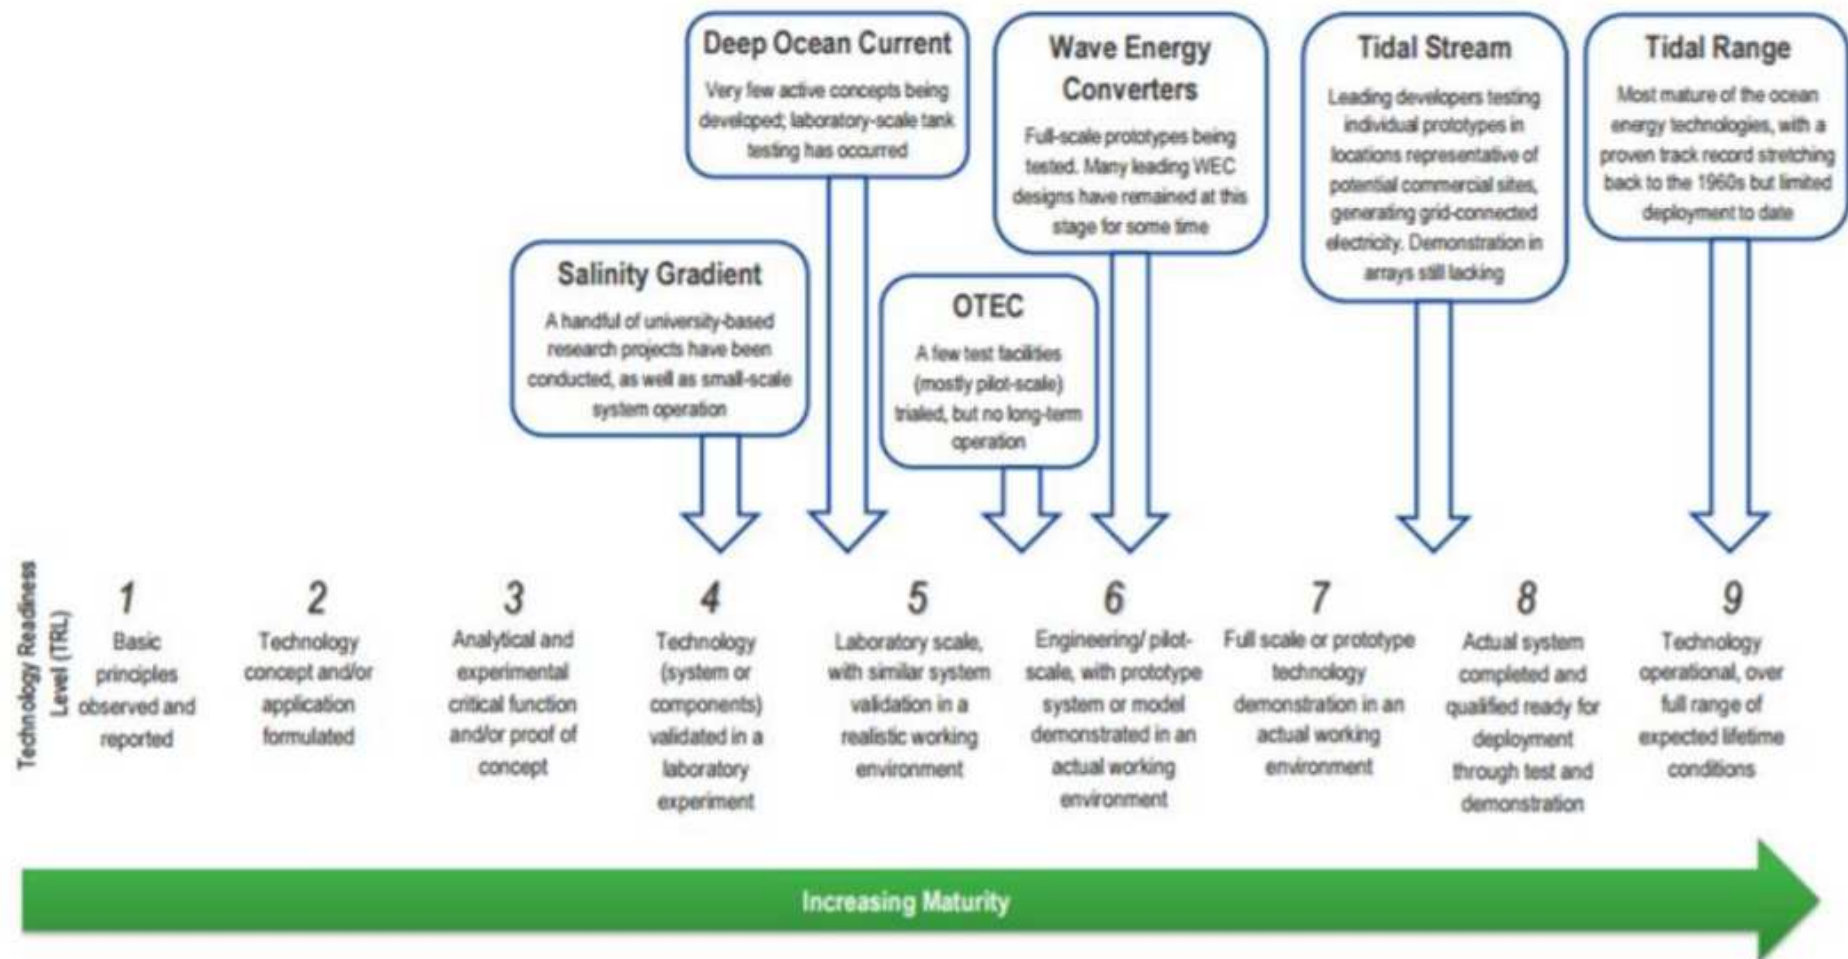 Deep Ocean Current
Very few active concepts being
developed; laboratory-scale tank
testing has occurred
Wave Energy
Converters
Full-scale prototypes being
tested. Many leading WEC
designs have remained at this
stage for some time
Tidal Stream
Leading developers testing
individual prototypes in
locations representative of
potential commercial sites,
generating grid-connected
electricity. Demonstration in
arrays still lacking
Tidal Range
Most mature of the ocean
energy technologies, with a
proven track record stretching
back to the 1960s but limited
deployment to date
Salinity Gradient
A handful of university-based
research projects have been
conducted, as well as small-scale
system operation
OTEC
A few test facilities
(mostly pilot-scale)
trialed, but no long-term
operation
Technology Readiness
Level (TRL)
1
Basic
principles
observed and
reported
2
Technology
concept and/or
application
formulated
3
Analytical and
experimental
critical function
and/or proof of
concept
4
Technology
(system or
components)
validated in a
laboratory
experiment
5
Laboratory scale,
with similar system
validation in a
realistic working
environment
6
Engineering/ pilot-
scale, with prototype
system or model
demonstrated in an
actual working
environment
7
Full scale or prototype
technology
demonstration in an
actual working
environment
8
Actual system
completed and
qualified ready for
deployment
through test and
demonstration
9
Technology
operational, over
full range of
expected lifetime
conditions
Increasing Maturity